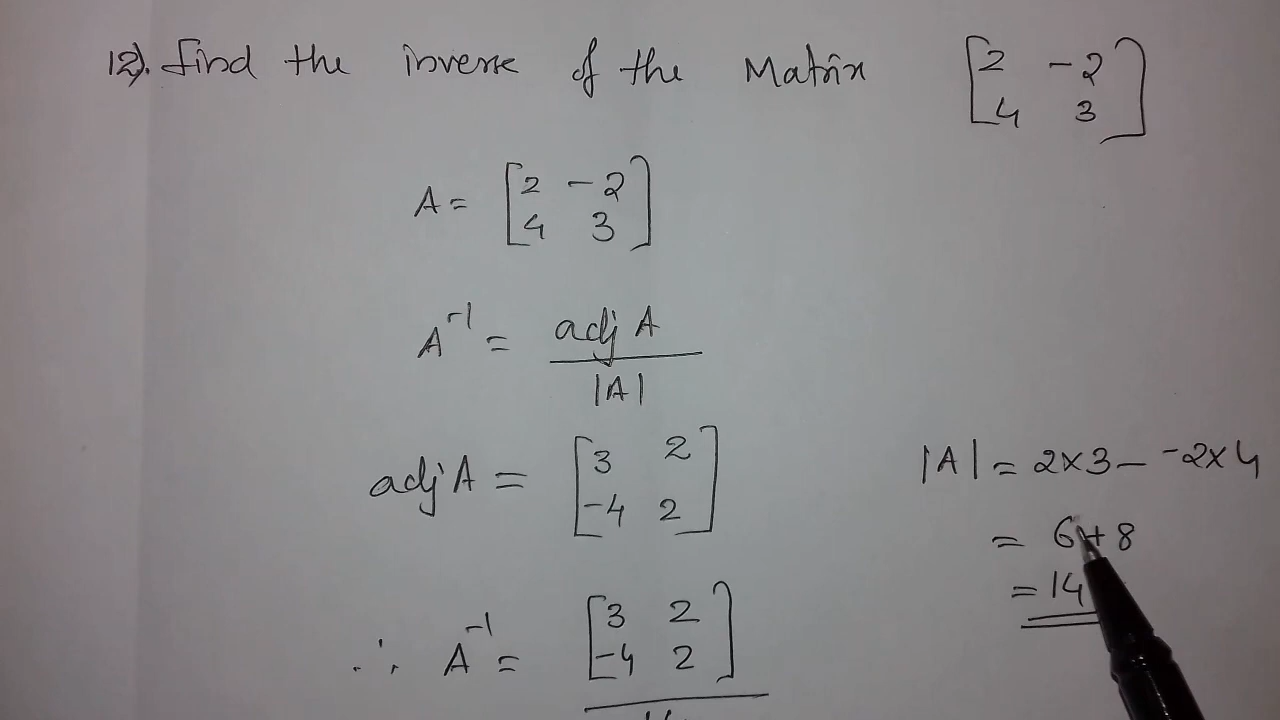 12). Find the inverse of the Matrix [2 -2
4 3]
A = [2 -2
4 3]
A⁻¹ = adj A
|A|
adj A = [3 2
-4 2]
|A| = 2×3 - -2×4
= 6+8
= 14
∴ A⁻¹ = [3 2
-4 2]